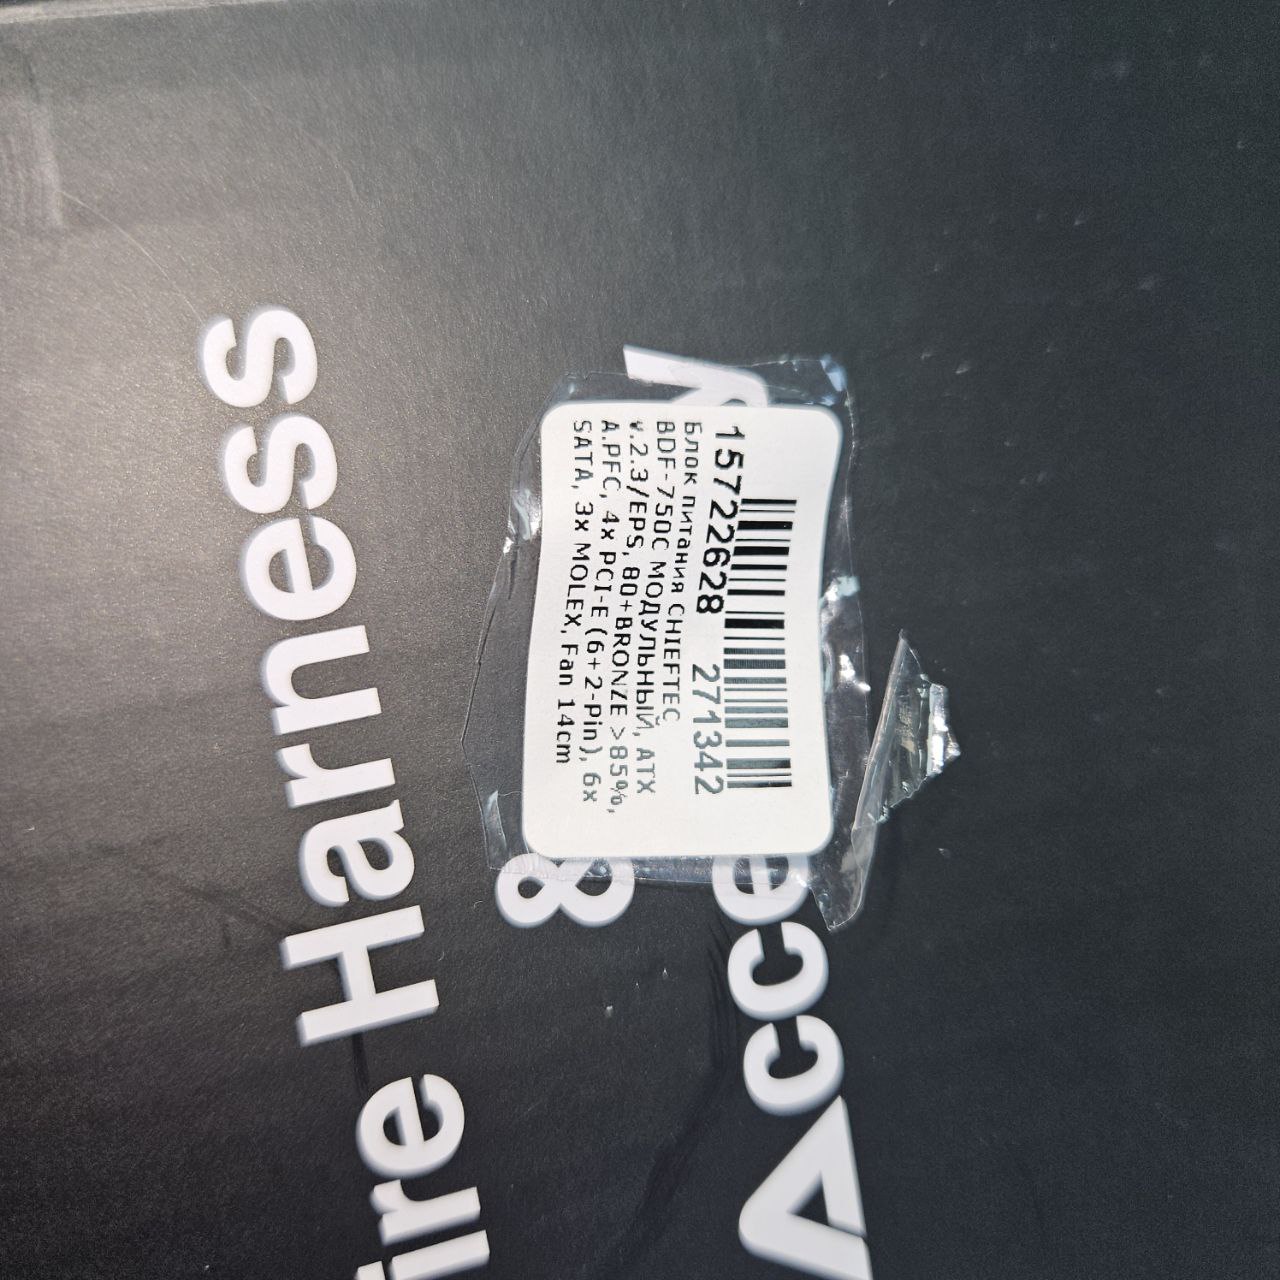 ire Harness
&
Acce y
15722628 271342
Блок питания CHIEFTEC
BDF-750C МОДУЛЬНЫЙ, ATX
v.2.3/EPS, 80+BRONZE >85%,
A.PFC, 4x PCI-E (6+2-Pin), 6x
SATA, 3x MOLEX, Fan 14cm